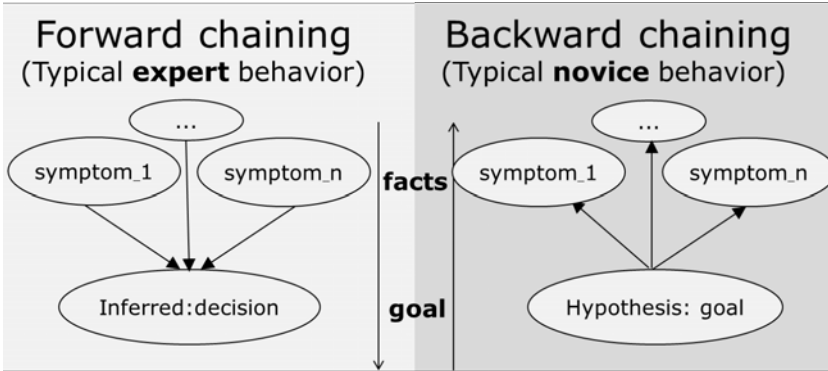 Forward chaining
(Typical expert behavior)
...
symptom_1
symptom_n
Inferred:decision
facts
goal
Backward chaining
(Typical novice behavior)
...
symptom_1
symptom_n
Hypothesis: goal